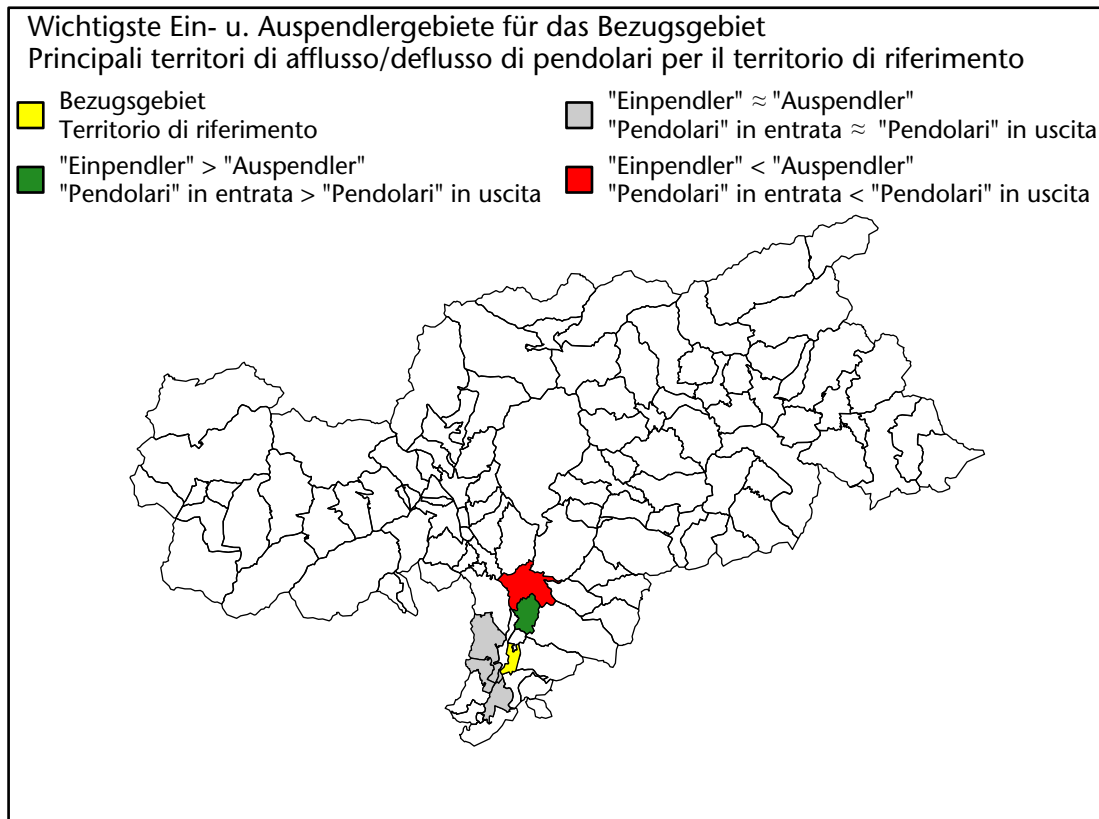 Wichtigste Ein- u. Auspendlergebiete für das Bezugsgebiet
Principali territori di afflusso/deflusso di pendolari per il territorio di riferimento
Bezugsgebiet
Territorio di riferimento
"Einpendler" > "Auspendler"
"Pendolari" in entrata > "Pendolari" in uscita
"Einpendler" ≈ "Auspendler"
"Pendolari" in entrata ≈ "Pendolari" in uscita
"Einpendler" < "Auspendler"
"Pendolari" in entrata < "Pendolari" in uscita